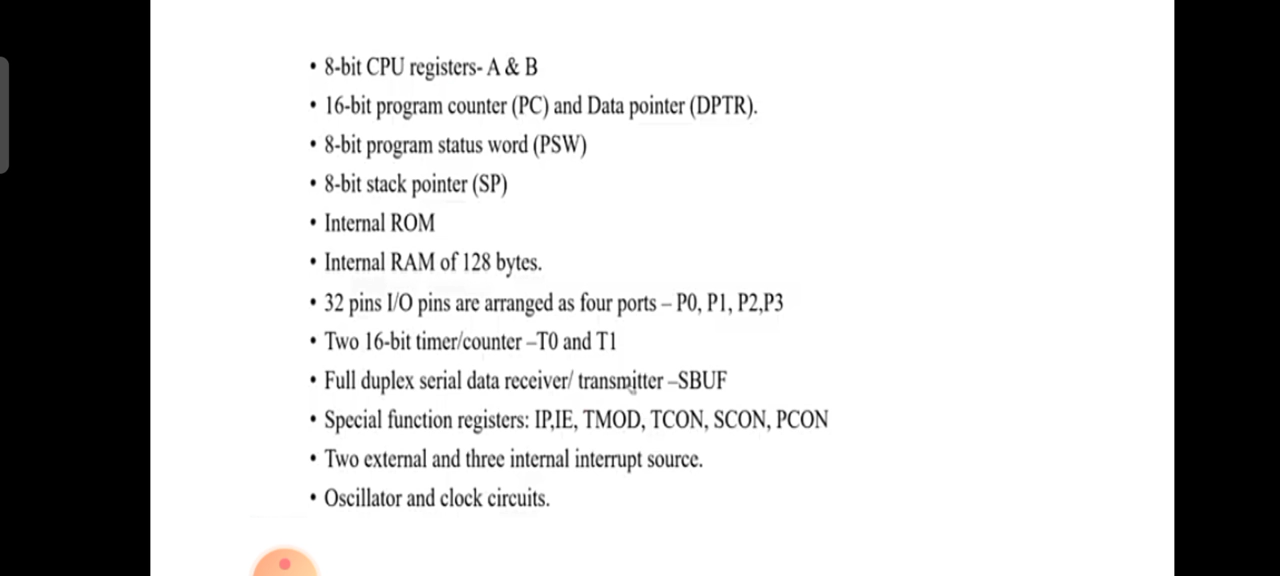 • 8-bit CPU registers- A & B
• 16-bit program counter (PC) and Data pointer (DPTR).
• 8-bit program status word (PSW)
• 8-bit stack pointer (SP)
• Internal ROM
• Internal RAM of 128 bytes.
• 32 pins I/O pins are arranged as four ports – P0, P1, P2,P3
• Two 16-bit timer/counter –T0 and T1
• Full duplex serial data receiver/ transmitter –SBUF
• Special function registers: IP,IE, TMOD, TCON, SCON, PCON
• Two external and three internal interrupt source.
• Oscillator and clock circuits.